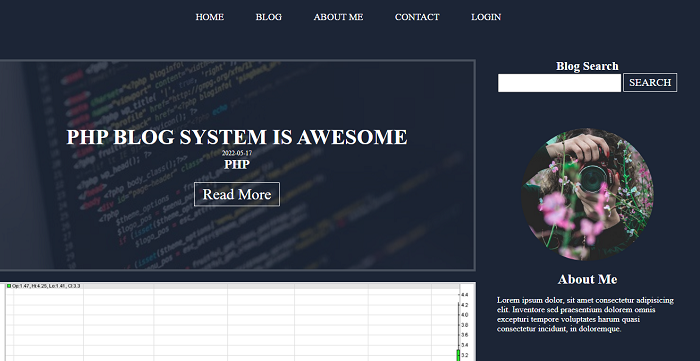 HOME BLOG ABOUT ME CONTACT LOGIN
PHP BLOG SYSTEM IS AWESOME
2022-05-17
PHP
Read More
Blog Search
SEARCH
About Me
Lorem ipsum dolor, sit amet consectetur adipisicing
elit. Inventore sed praesentium dolorem omnis
excepturi tempore voluptates harum quasi
consectetur incidunt, in doloremque.
Op:1.47, Hi:4.25, Lo:1.41, Cl:3.3
4.4
4.2
4.0
3.8
3.6
3.4
3.2